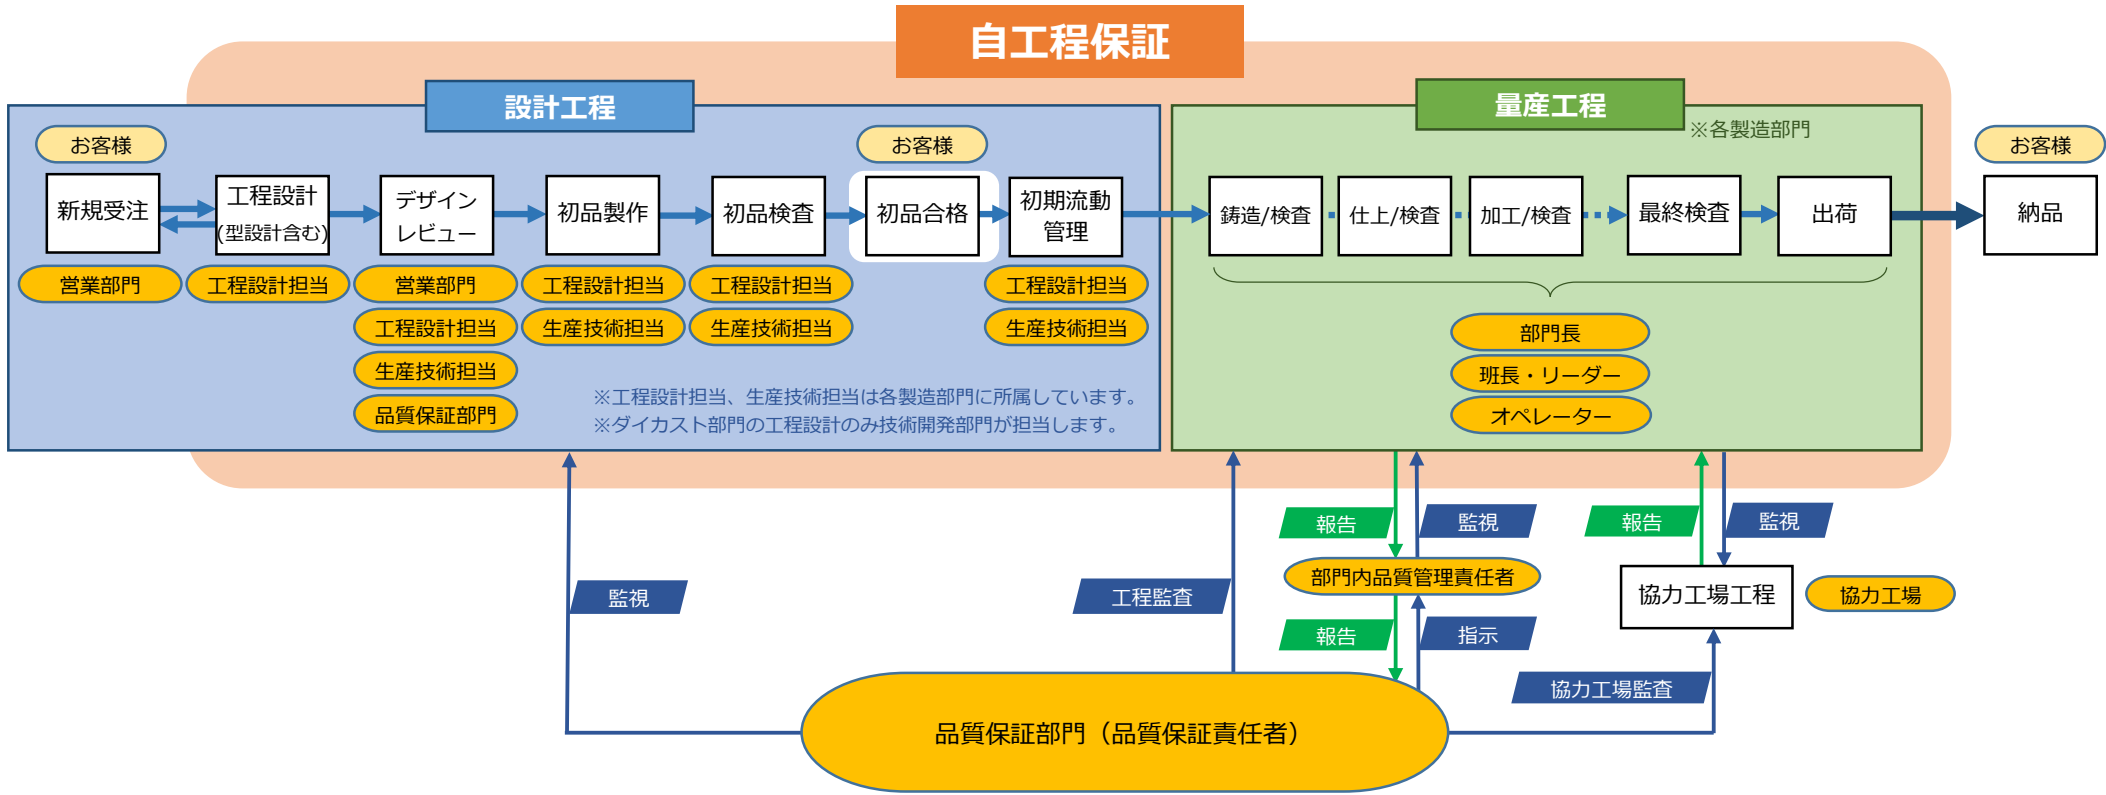 自工程保証
設計工程
量産工程
※各製造部門
お客様
お客様
お客様
新規受注
工程設計
(型設計含む)
デザイン
レビュー
初品製作
初品検査
初品合格
初期流動
管理
鋳造/検査
仕上/検査
加工/検査
最終検査
出荷
納品
営業部門
工程設計担当
営業部門
工程設計担当
生産技術担当
品質保証部門
工程設計担当
生産技術担当
工程設計担当
生産技術担当
工程設計担当
生産技術担当
※工程設計担当、生産技術担当は各製造部門に所属しています。
※ダイカスト部門の工程設計のみ技術開発部門が担当します。
部門長
班長・リーダー
オペレーター
報告
監視
報告
監視
部門内品質管理責任者
協力工場工程
協力工場
監視
工程監査
報告
指示
協力工場監査
品質保証部門（品質保証責任者）